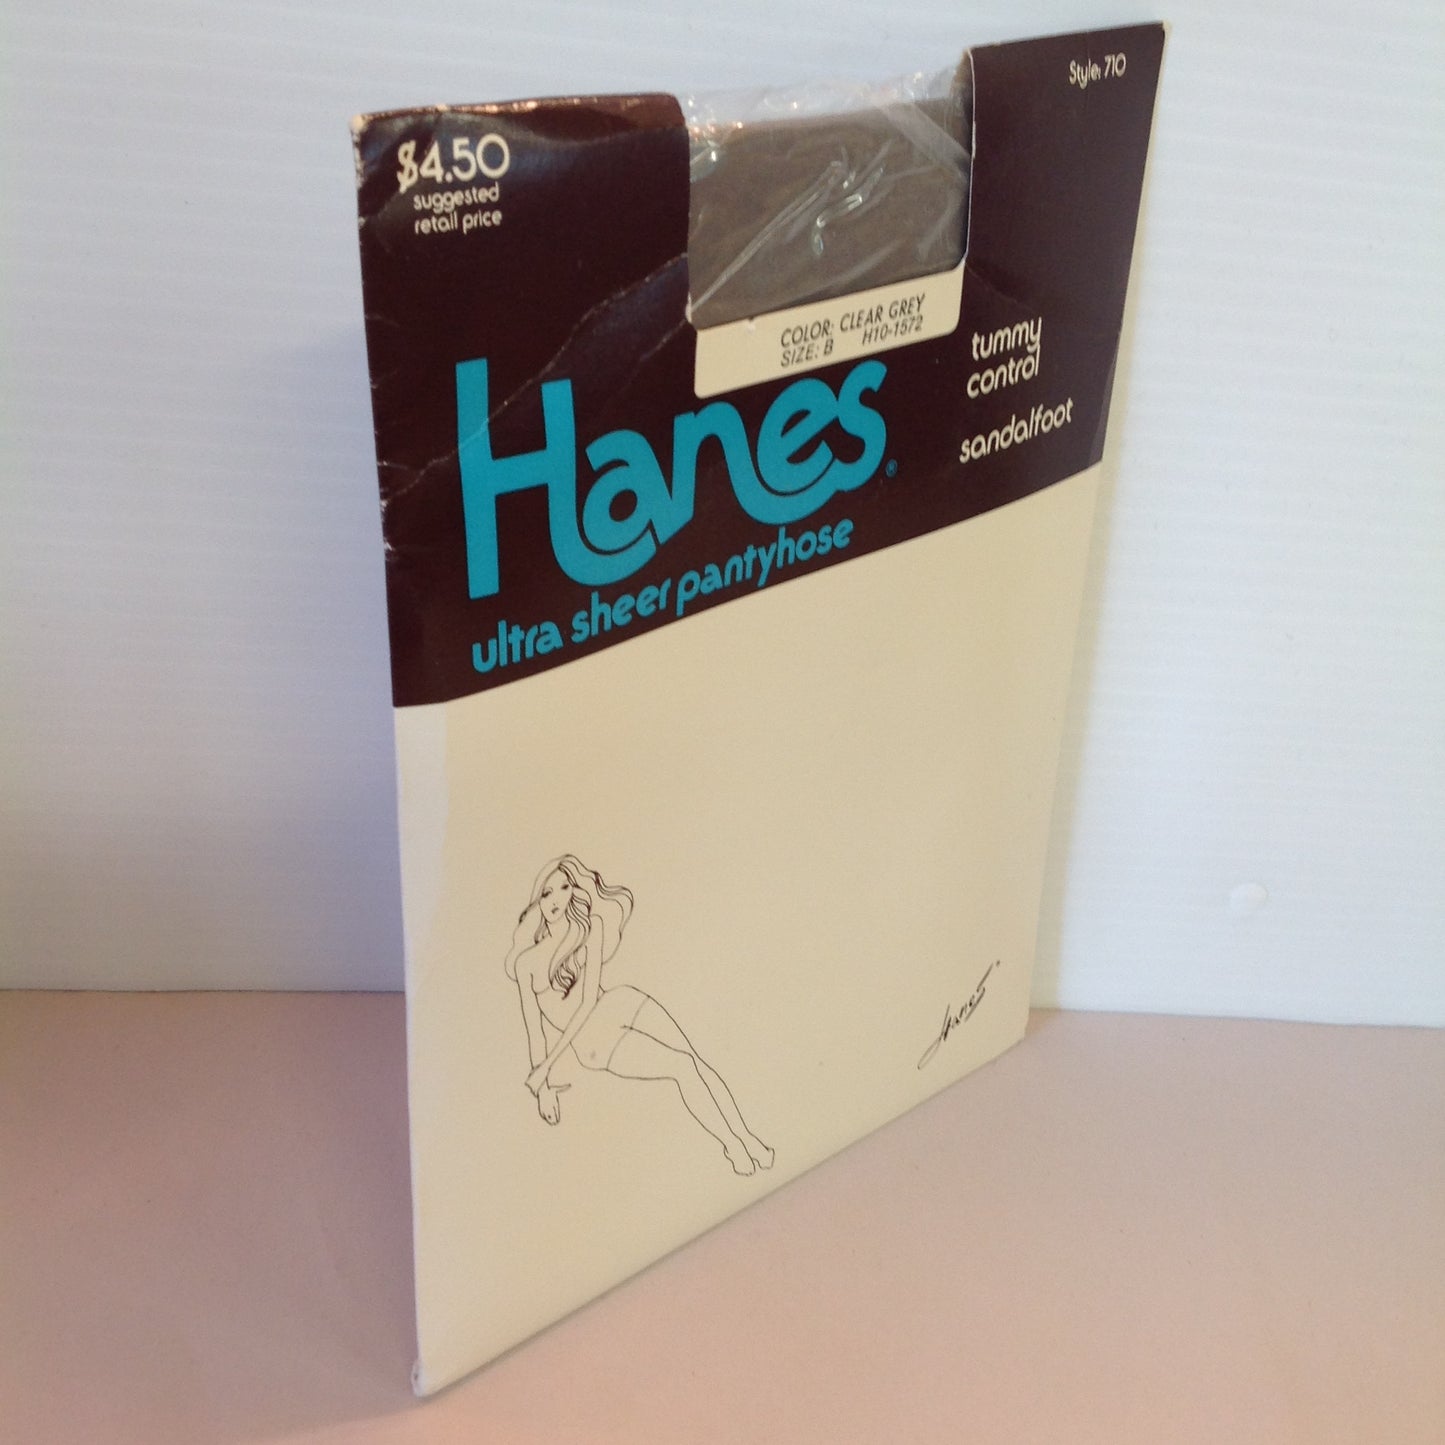 $4.50
suggested
retail price
Style: 710
COLOR: CLEAR GREY
SIZE: B H10-1572
tummy
control
sandalfoot
Hanes®
ultra sheer pantyhose
Hanes